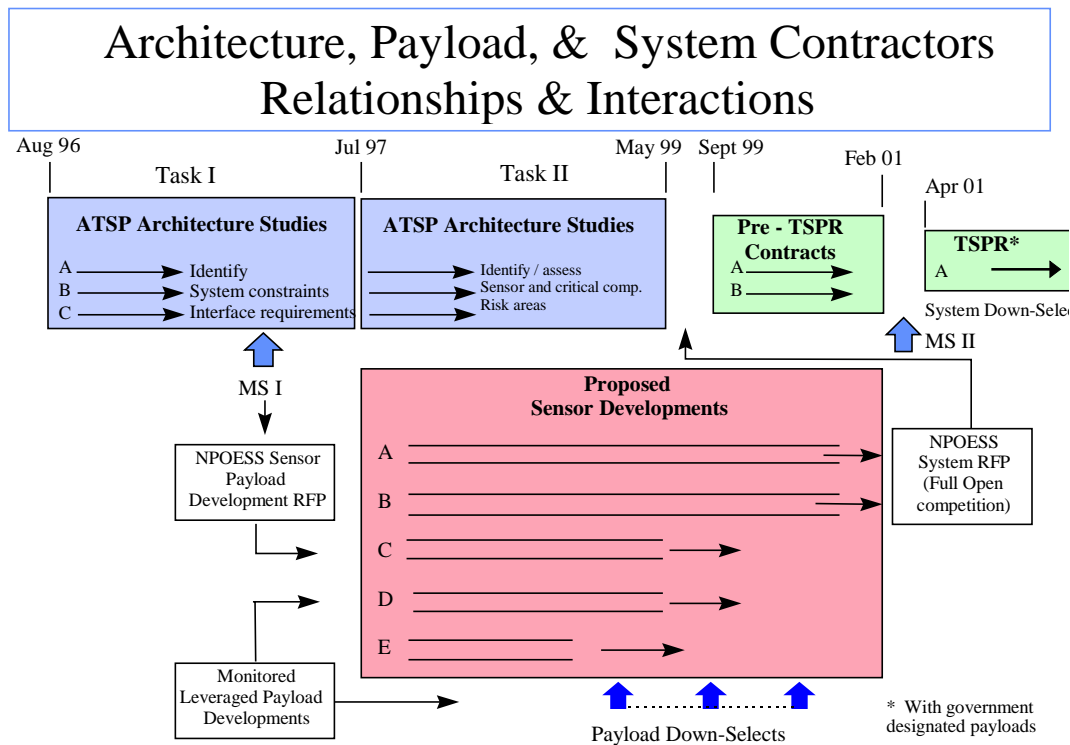 Architecture, Payload, & System Contractors
Relationships & Interactions
Aug 96
Jul 97
May 99
Sept 99
Feb 01
Apr 01
Task I
Task II
ATSP Architecture Studies
A
Identify
B
System constraints
C
Interface requirements
ATSP Architecture Studies
Identify / assess
Sensor and critical comp.
Risk areas
Pre - TSPR
Contracts
A
B
TSPR*
A
System Down-Selec
MS I
MS II
NPOESS Sensor
Payload
Development RFP
Proposed
Sensor Developments
A
B
C
D
E
NPOESS
System RFP
(Full Open
competition)
Monitored
Leveraged Payload
Developments
Payload Down-Selects
* With government
designated payloads